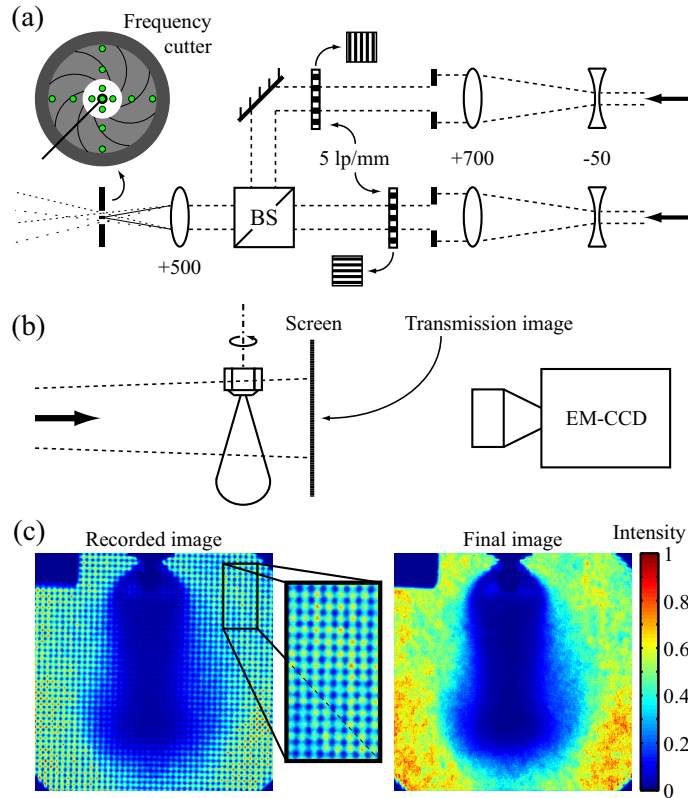 (a)
Frequency
cutter
5 lp/mm
+700
-50
BS
+500
(b)
Screen
Transmission image
EM-CCD
(c)
Recorded image
Final image
Intensity
1
0.8
0.6
0.4
0.2
0